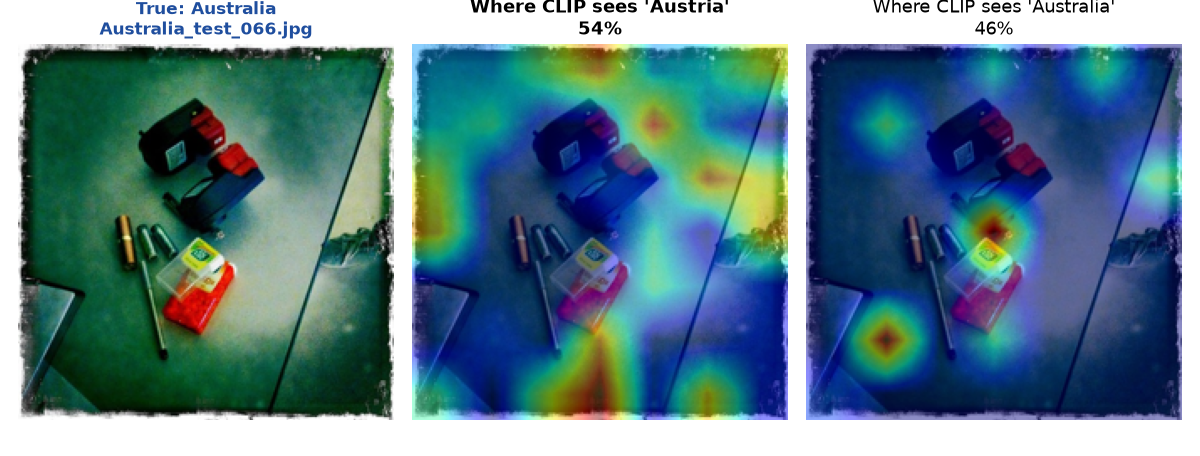 True: Australia
Australia_test_066.jpg
Where CLIP sees 'Austria'
54%
Where CLIP sees 'Australia'
46%